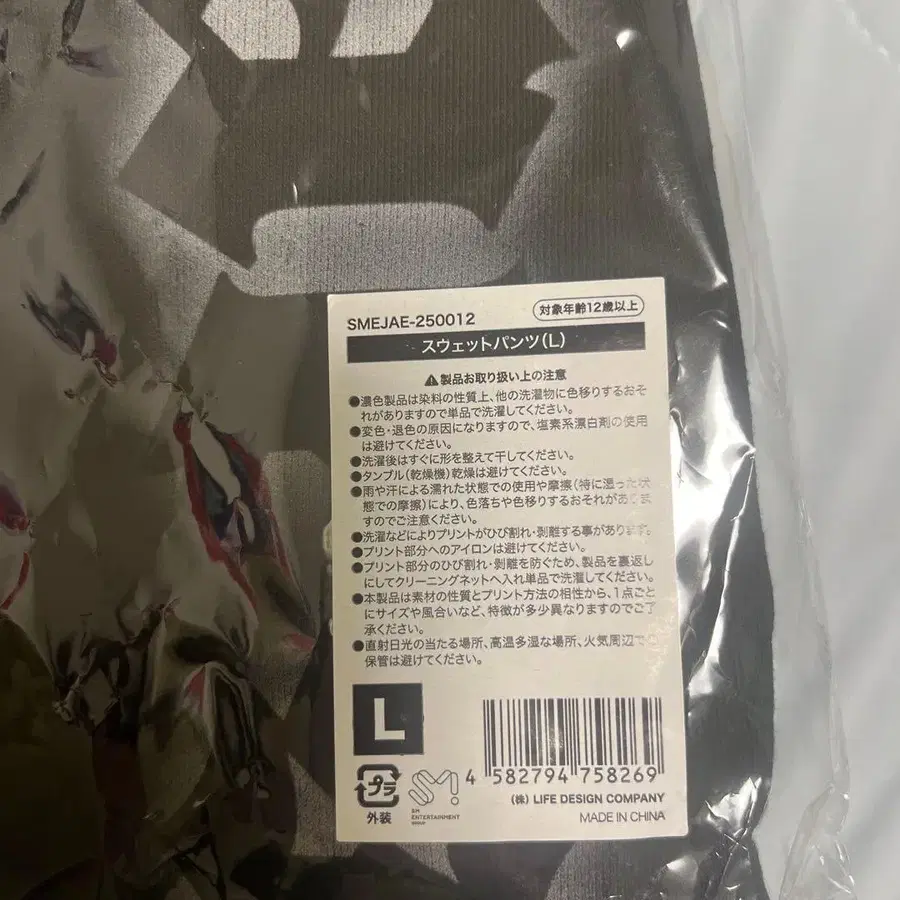 SMEJAE-250012
対象年齢12歳以上
スウェットパンツ(L)
⚠製品お取り扱い上の注意
●濃色製品は染料の性質上、他の洗濯物に色移りするおそ
れがありますので単品で洗濯してください。
●変色・退色の原因になりますので、塩素系漂白剤の使用
は避けてください。
●洗濯後はすぐに形を整えて干してください。
●タンブル(乾燥機)乾燥は避けてください。
●雨や汗による濡れた状態での使用や摩擦(特に湿った状
態での摩擦)により、色落ちや色移りするおそれがありま
すのでご注意ください。
●洗濯などによりプリントがひび割れ・剥離する事があります。
●プリント部分へのアイロンは避けてください。
●プリント部分のひび割れ・剥離を防ぐため、製品を裏返し
にしてクリーニングネットへ入れ単品で洗濯してください。
●本製品は素材の性質とプリント方法の相性から、1点ごと
にサイズや風合いなど、特徴が多少異なりますのでご了
承ください。
●直射日光の当たる場所、高温多湿な場所、火気周辺で
保管は避けてください。
L
プラ
外装
SM!
SM
ENTERTAINMENT
GROUP
4 582794 758269
(株) LIFE DESIGN COMPANY
MADE IN CHINA